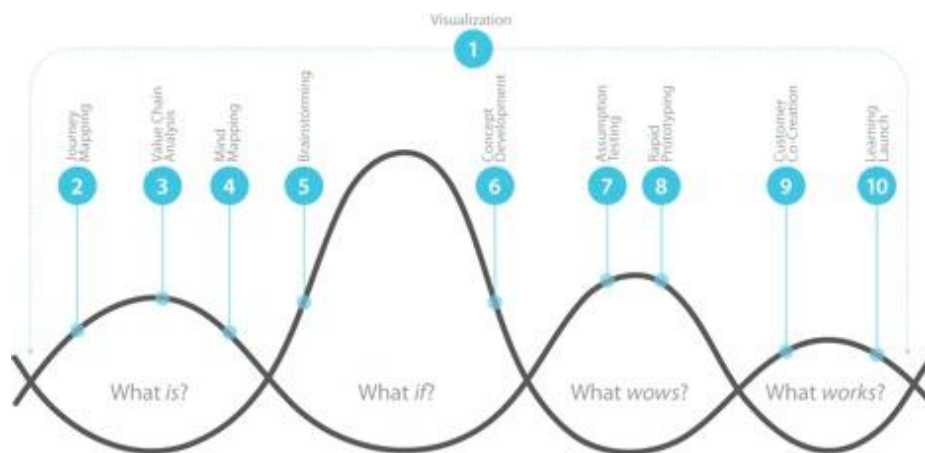 Visualization
1
Journey
Mapping
2
Value Chain
Analysis
3
Mind
Mapping
4
Brainstorming
5
Concept
Development
6
Assumption
Testing
7
Rapid
Prototyping
8
Customer
Co-Creation
9
Learning
Launch
10
What is?
What if?
What wows?
What works?